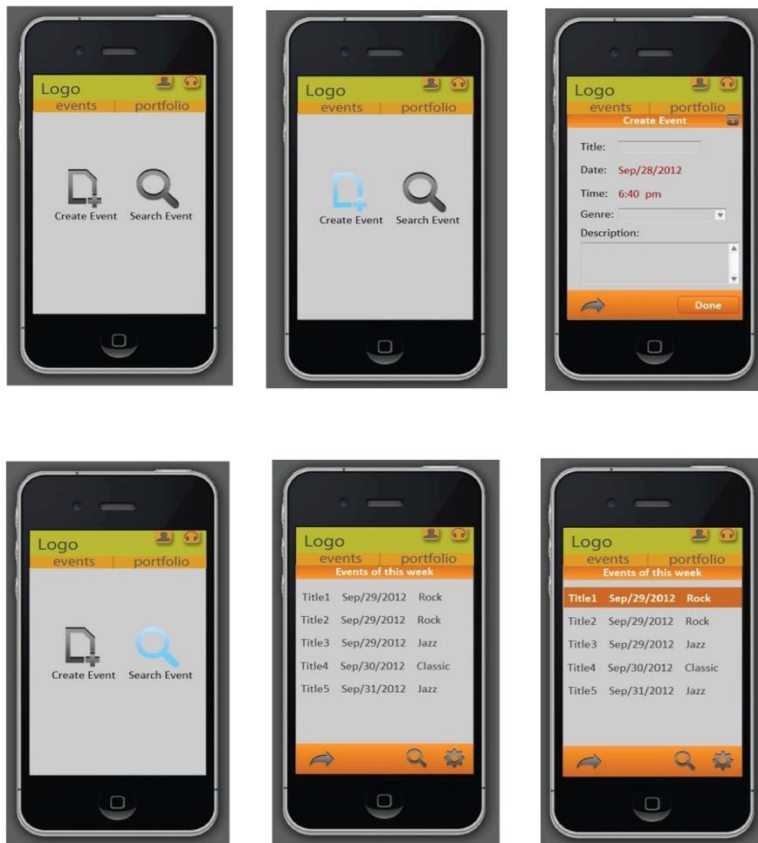 Logo
events | portfolio
Create Event Search Event
Logo
events | portfolio
Create Event Search Event
Logo
events | portfolio
Create Event
Title:
Date: Sep/28/2012
Time: 6:40 pm
Genre:
Description:
Done
Logo
events | portfolio
Create Event Search Event
Logo
events | portfolio
Events of this week
Title1 Sep/29/2012 Rock
Title2 Sep/29/2012 Rock
Title3 Sep/29/2012 Jazz
Title4 Sep/30/2012 Classic
Title5 Sep/31/2012 Jazz
Logo
events | portfolio
Events of this week
Title1 Sep/29/2012 Rock
Title2 Sep/29/2012 Rock
Title3 Sep/29/2012 Jazz
Title4 Sep/30/2012 Classic
Title5 Sep/31/2012 Jazz